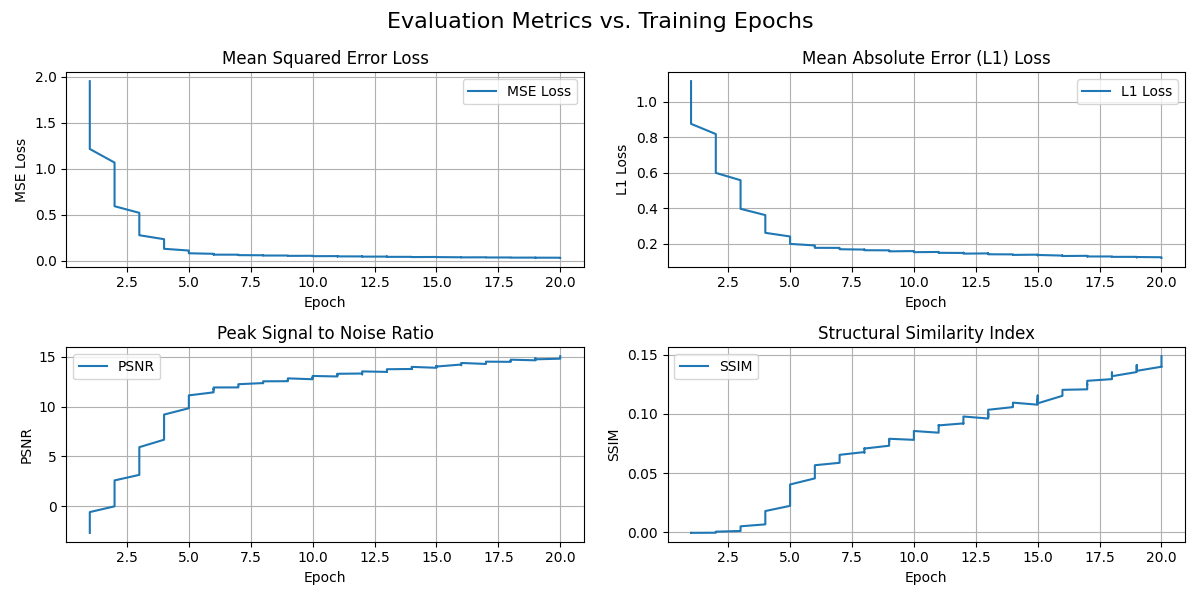 Evaluation Metrics vs. Training Epochs
Mean Squared Error Loss
MSE Loss
2.0
1.5
1.0
0.5
0.0
MSE Loss
2.5 5.0 7.5 10.0 12.5 15.0 17.5 20.0
Epoch
Mean Absolute Error (L1) Loss
L1 Loss
1.0
0.8
0.6
0.4
0.2
L1 Loss
2.5 5.0 7.5 10.0 12.5 15.0 17.5 20.0
Epoch
Peak Signal to Noise Ratio
PSNR
15
10
5
0
PSNR
2.5 5.0 7.5 10.0 12.5 15.0 17.5 20.0
Epoch
Structural Similarity Index
SSIM
0.15
0.10
0.05
0.00
SSIM
2.5 5.0 7.5 10.0 12.5 15.0 17.5 20.0
Epoch